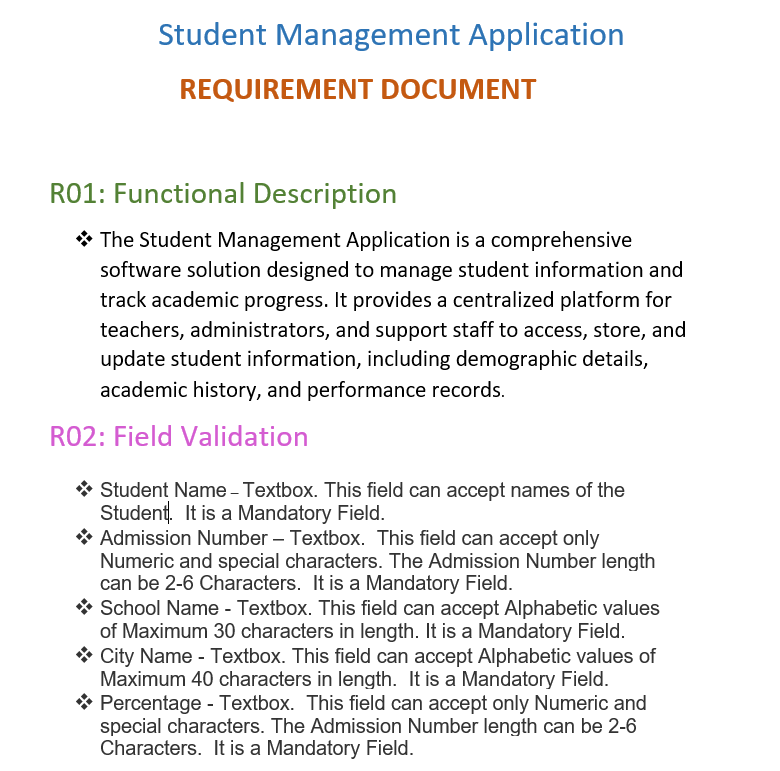 Student Management Application
REQUIREMENT DOCUMENT
R01: Functional Description
❖ The Student Management Application is a comprehensive
software solution designed to manage student information and
track academic progress. It provides a centralized platform for
teachers, administrators, and support staff to access, store, and
update student information, including demographic details,
academic history, and performance records.
R02: Field Validation
❖ Student Name – Textbox. This field can accept names of the
Student.  It is a Mandatory Field.
❖ Admission Number – Textbox.  This field can accept only
Numeric and special characters. The Admission Number length
can be 2-6 Characters.  It is a Mandatory Field.
❖ School Name - Textbox. This field can accept Alphabetic values
of Maximum 30 characters in length. It is a Mandatory Field.
❖ City Name - Textbox. This field can accept Alphabetic values of
Maximum 40 characters in length.  It is a Mandatory Field.
❖ Percentage - Textbox.  This field can accept only Numeric and
special characters. The Admission Number length can be 2-6
Characters.  It is a Mandatory Field.